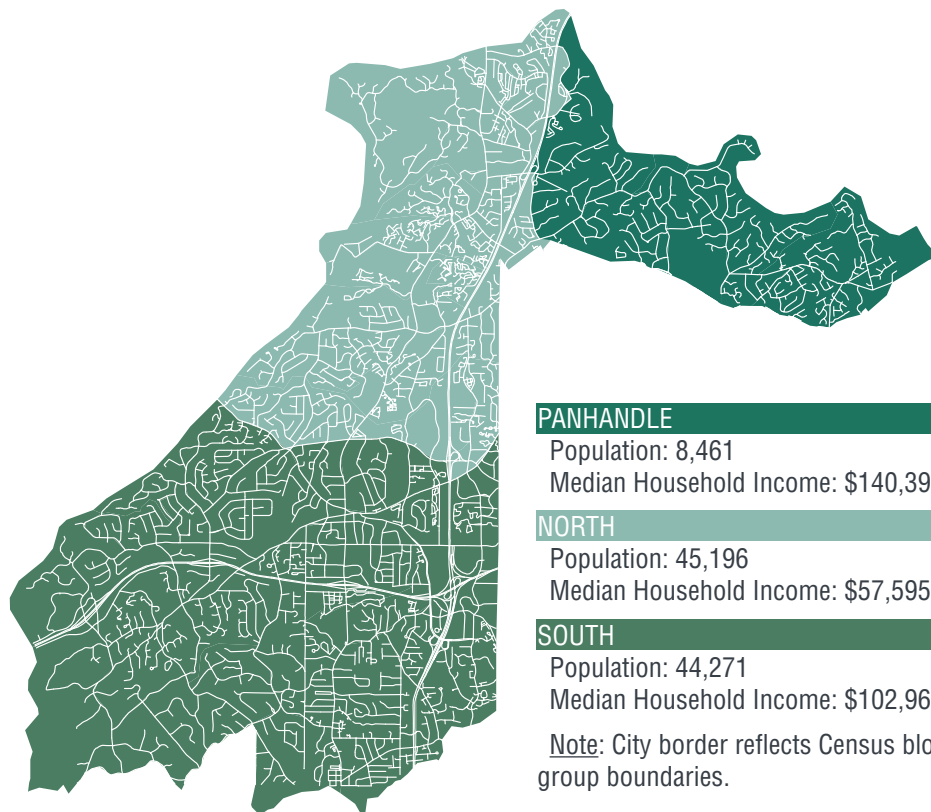 PANHANDLE
Population: 8,461
Median Household Income: $140,39
NORTH
Population: 45,196
Median Household Income: $57,595
SOUTH
Population: 44,271
Median Household Income: $102,96
Note: City border reflects Census blo
group boundaries.